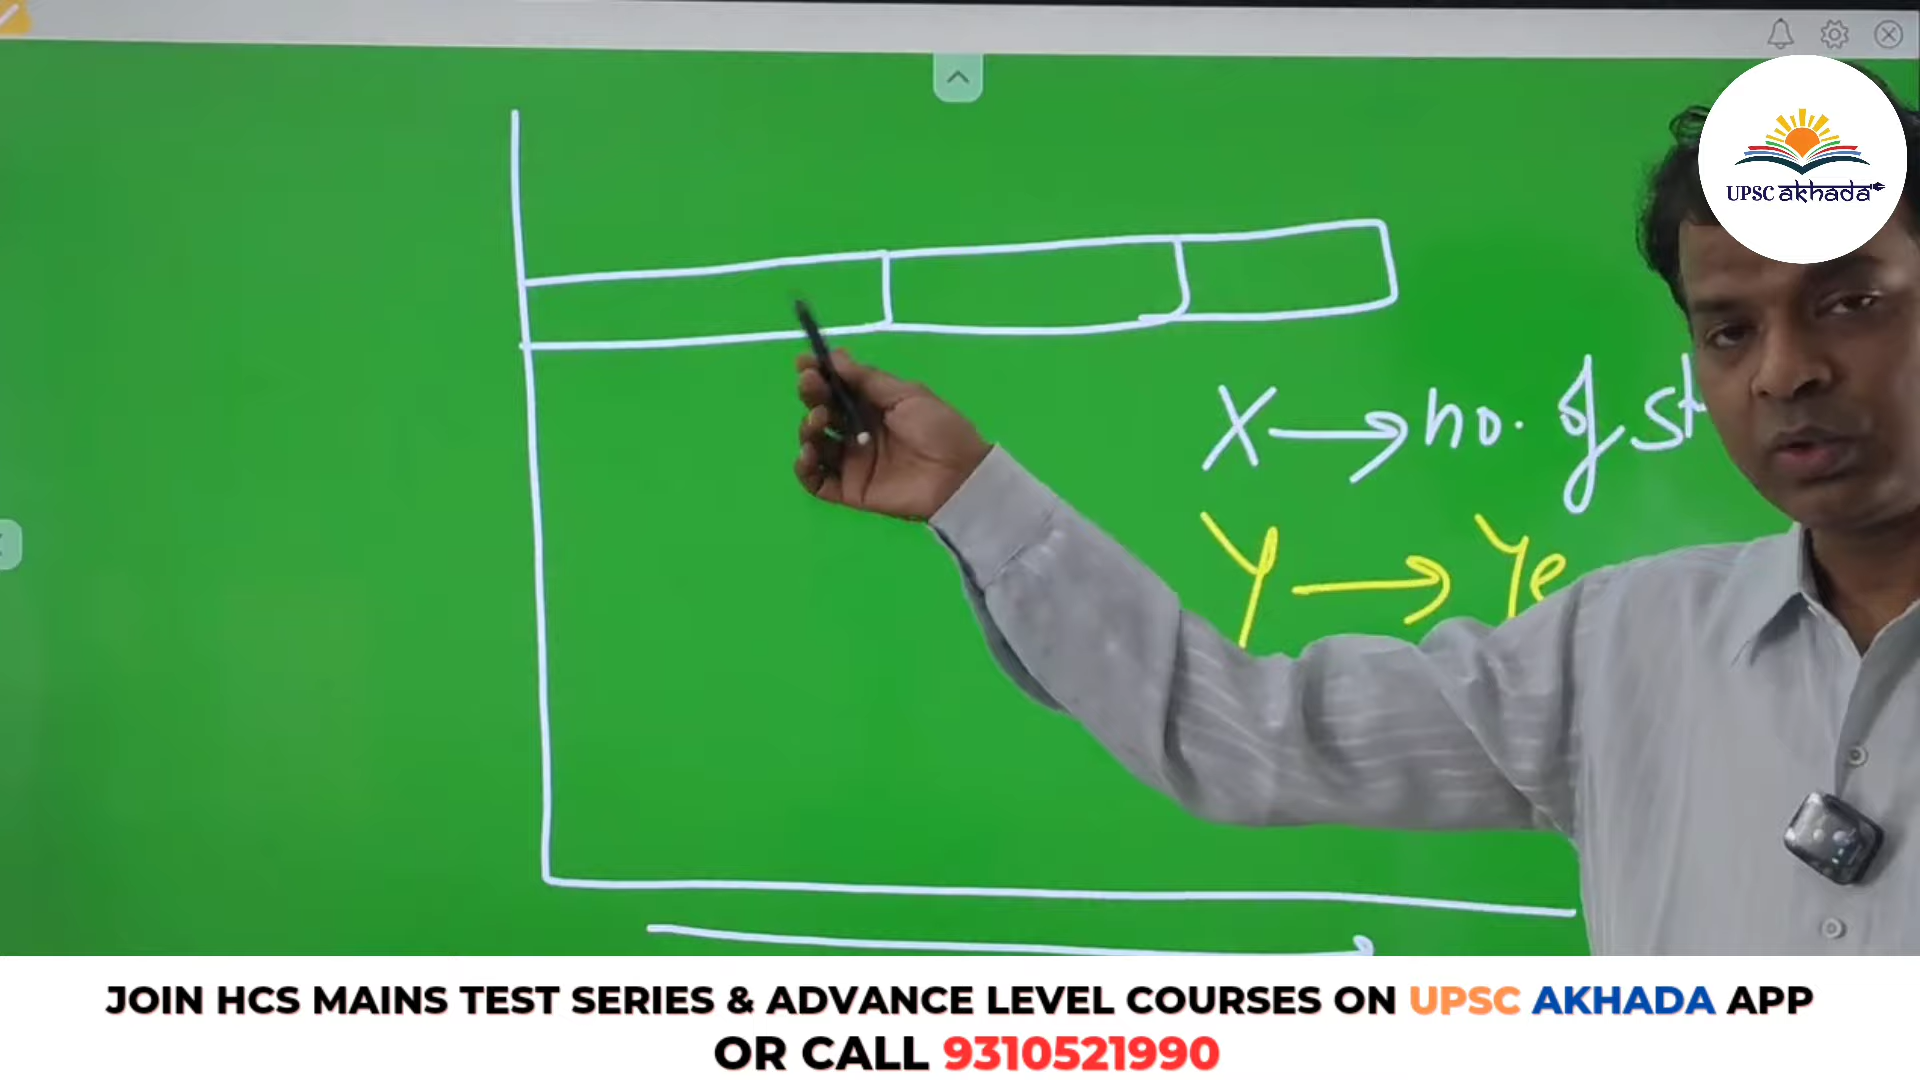 UPSC akhada
X → no. of st
Y → Ye
JOIN HCS MAINS TEST SERIES & ADVANCE LEVEL COURSES ON UPSC AKHADA APP
OR CALL 9310521990